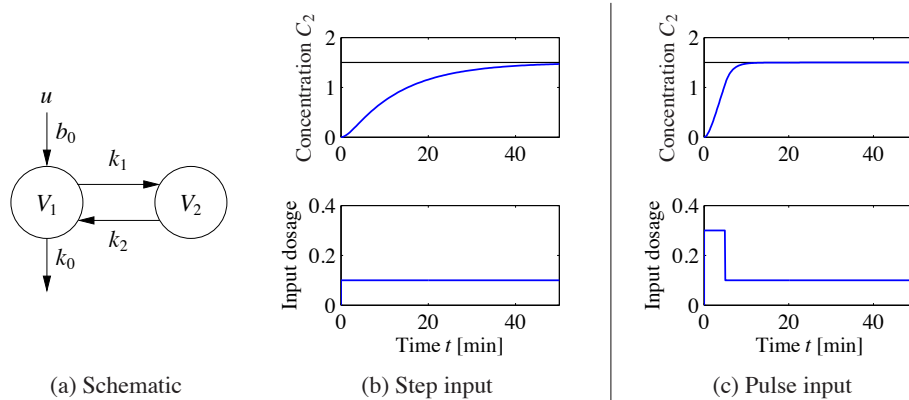 u
b₀
k₁
V₁
V₂
k₂
k₀
(a) Schematic
Concentration C₂
2
1
0
0 20 40
Input dosage
0.4
0.2
0
0 20 40
Time t [min]
(b) Step input
Concentration C₂
2
1
0
0 20 40
Input dosage
0.4
0.2
0
0 20 40
Time t [min]
(c) Pulse input